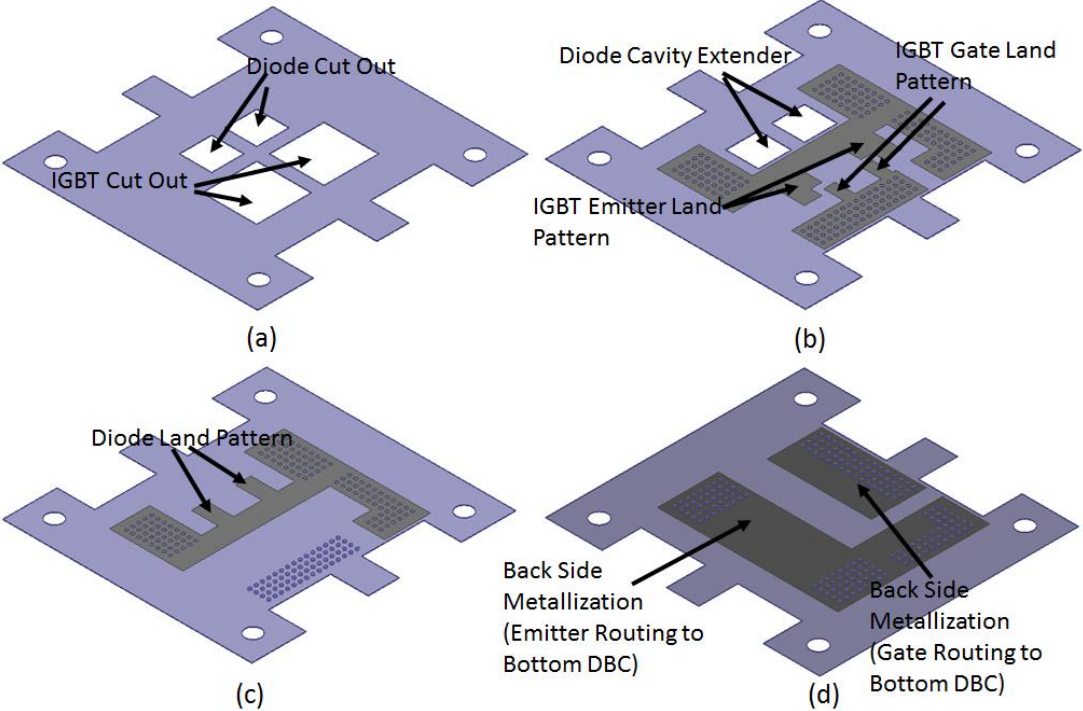 Diode Cut Out
IGBT Cut Out
(a)
Diode Cavity Extender
IGBT Gate Land
Pattern
IGBT Emitter Land
Pattern
(b)
Diode Land Pattern
(c)
Back Side
Metallization
(Emitter Routing to
Bottom DBC)
Back Side
Metallization
(Gate Routing to
Bottom DBC)
(d)